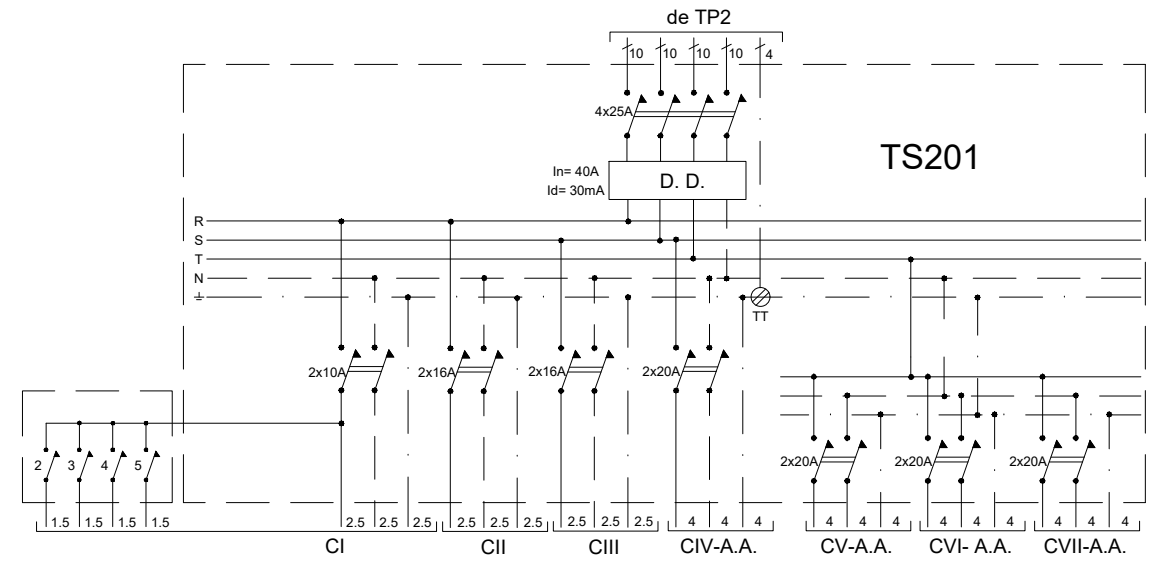 de TP2
10 10 10 10 4
4x25A
TS201
In= 40A
Id= 30mA
D. D.
R
S
T
N
TT
2x10A 2x16A 2x16A 2x20A
2x20A 2x20A 2x20A
2 3 4 5
1.5 1.5 1.5 1.5 2.5 2.5 2.5 2.5 2.5 2.5 2.5 2.5 2.5 4 4 4 4 4 4 4 4 4 4 4 4
CI CII CIII CIV-A.A. CV-A.A. CVI- A.A. CVII-A.A.